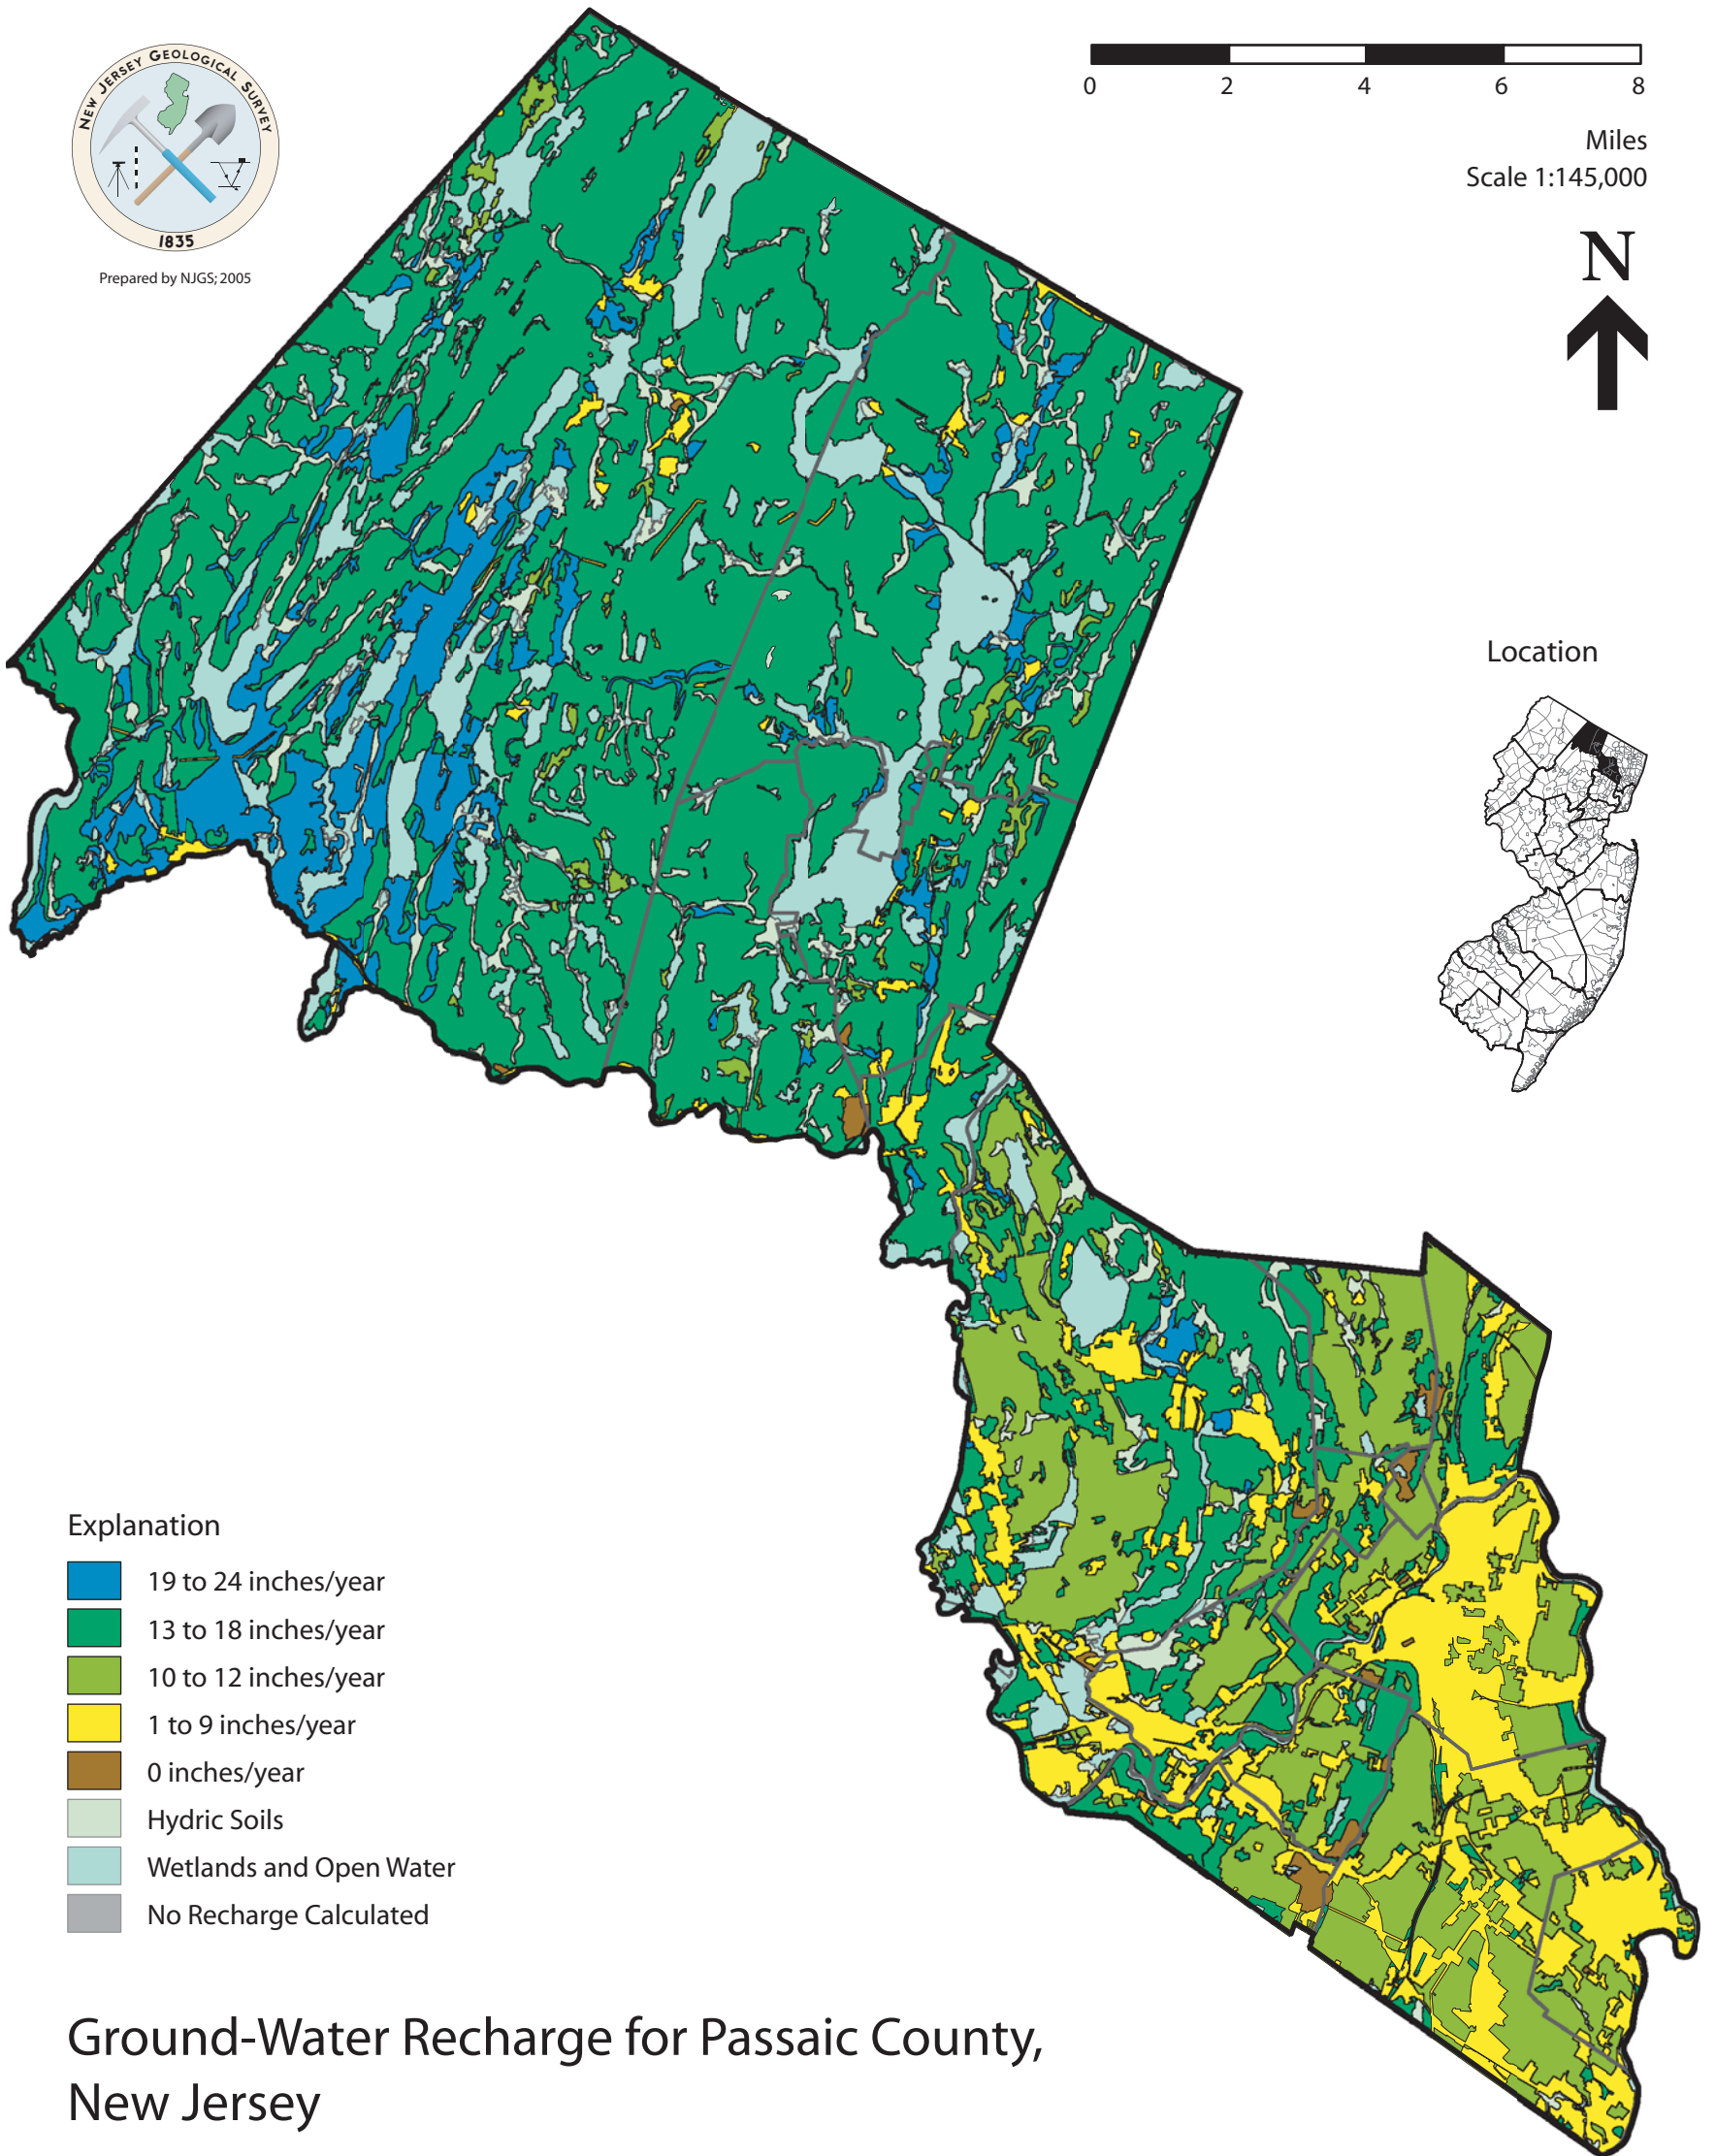 NEW JERSEY GEOLOGICAL SURVEY
1835
Prepared by NJGS; 2005
0 2 4 6 8
Miles
Scale 1:145,000
N
Location
Explanation
19 to 24 inches/year
13 to 18 inches/year
10 to 12 inches/year
1 to 9 inches/year
0 inches/year
Hydric Soils
Wetlands and Open Water
No Recharge Calculated
Ground-Water Recharge for Passaic County,
New Jersey